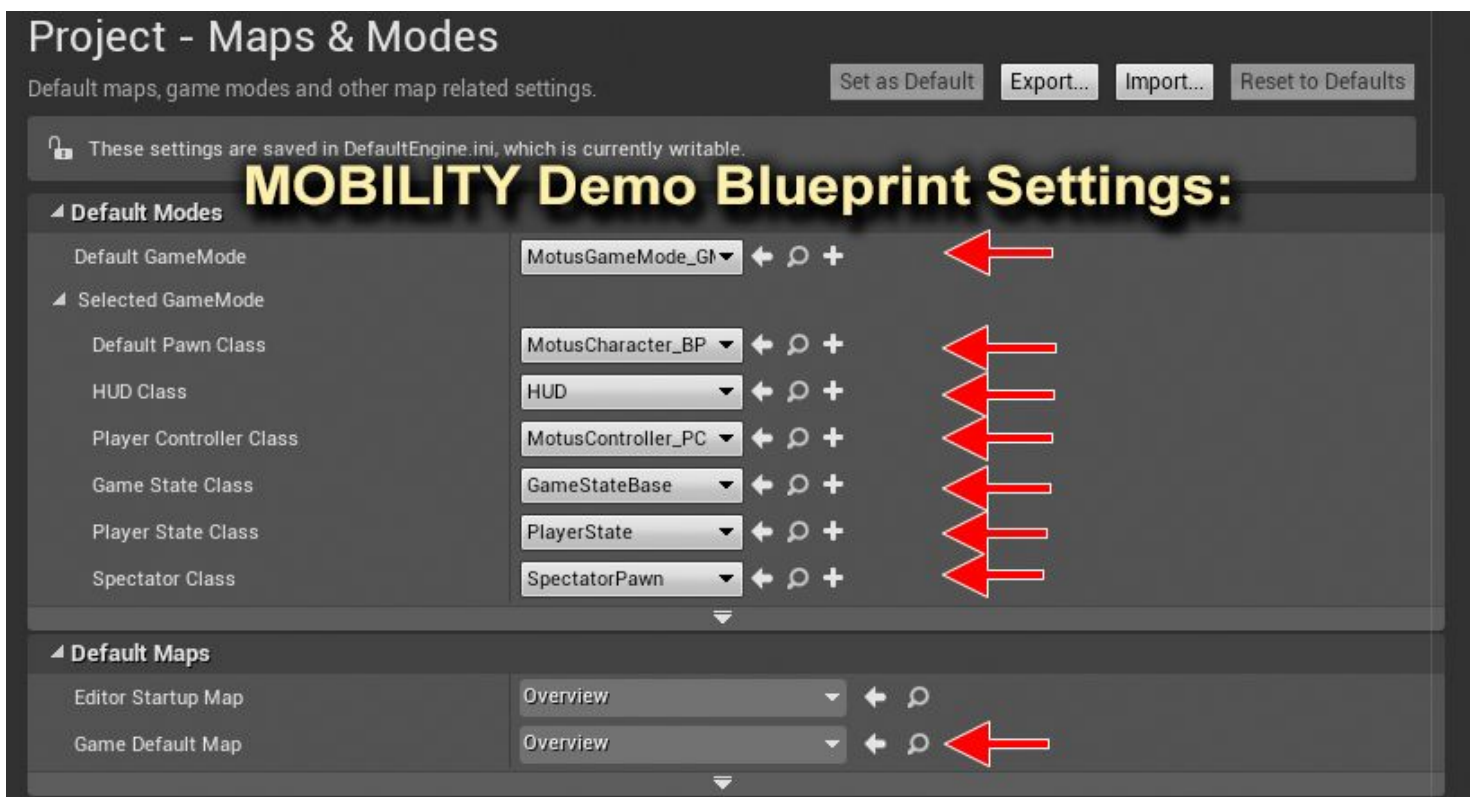 Project - Maps & Modes
Default maps, game modes and other map related settings.
Set as Default Export... Import... Reset to Defaults
These settings are saved in DefaultEngine.ini, which is currently writable.
MOBILITY Demo Blueprint Settings:
Default Modes
Default GameMode MotusGameMode_GM
Selected GameMode
Default Pawn Class MotusCharacter_BP
HUD Class HUD
Player Controller Class MotusController_PC
Game State Class GameStateBase
Player State Class PlayerState
Spectator Class SpectatorPawn
Default Maps
Editor Startup Map Overview
Game Default Map Overview